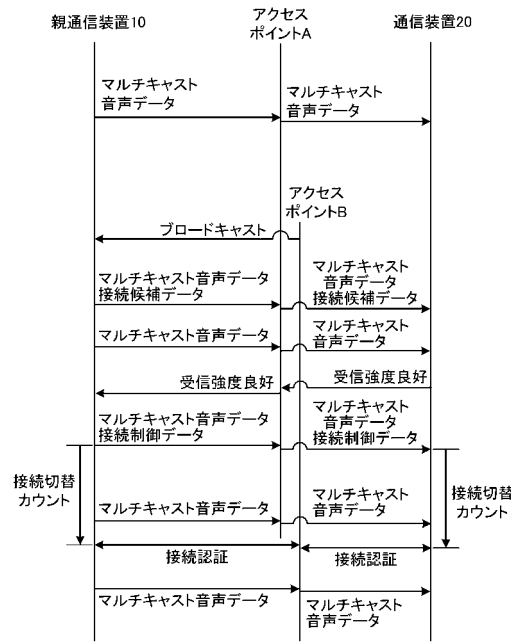 親通信装置10
アクセス
ポイントA
通信装置20
マルチキャスト
音声データ
マルチキャスト
音声データ
アクセス
ポイントB
ブロードキャスト
マルチキャスト音声データ
接続候補データ
マルチキャスト
音声データ
接続候補データ
マルチキャスト音声データ
マルチキャスト
音声データ
受信強度良好
受信強度良好
マルチキャスト音声データ
接続制御データ
マルチキャスト
音声データ
接続制御データ
接続切替
カウント
接続切替
カウント
マルチキャスト音声データ
マルチキャスト
音声データ
接続認証
接続認証
マルチキャスト音声データ
マルチキャスト
音声データ